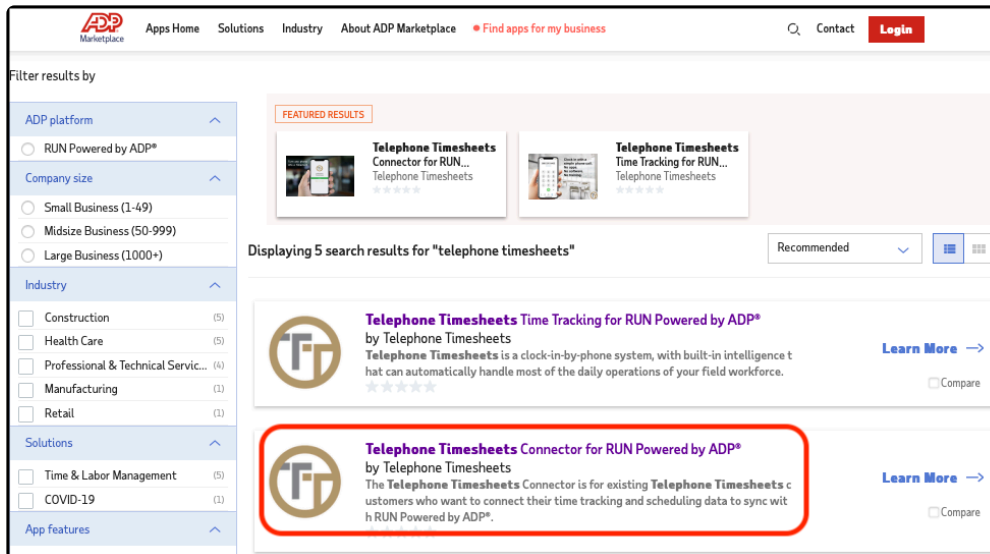 ADP
Marketplace
Apps Home Solutions Industry About ADP Marketplace Find apps for my business Contact Login
Filter results by
ADP platform
RUN Powered by ADP®
Company size
Small Business (1-49)
Midsize Business (50-999)
Large Business (1000+)
Industry
Construction (5)
Health Care (5)
Professional & Technical Servic... (4)
Manufacturing (1)
Retail (1)
Solutions
Time & Labor Management (5)
COVID-19 (1)
App features
FEATURED RESULTS
Telephone Timesheets
Connector for RUN...
Telephone Timesheets
Telephone Timesheets
Time Tracking for RUN...
Telephone Timesheets
Displaying 5 search results for "telephone timesheets"
Recommended
Telephone Timesheets Time Tracking for RUN Powered by ADP®
by Telephone Timesheets
Telephone Timesheets is a clock-in-by-phone system, with built-in intelligence t
hat can automatically handle most of the daily operations of your field workforce.
Learn More →
Compare
Telephone Timesheets Connector for RUN Powered by ADP®
by Telephone Timesheets
The Telephone Timesheets Connector is for existing Telephone Timesheets c
ustomers who want to connect their time tracking and scheduling data to sync wit
h RUN Powered by ADP®.
Learn More →
Compare